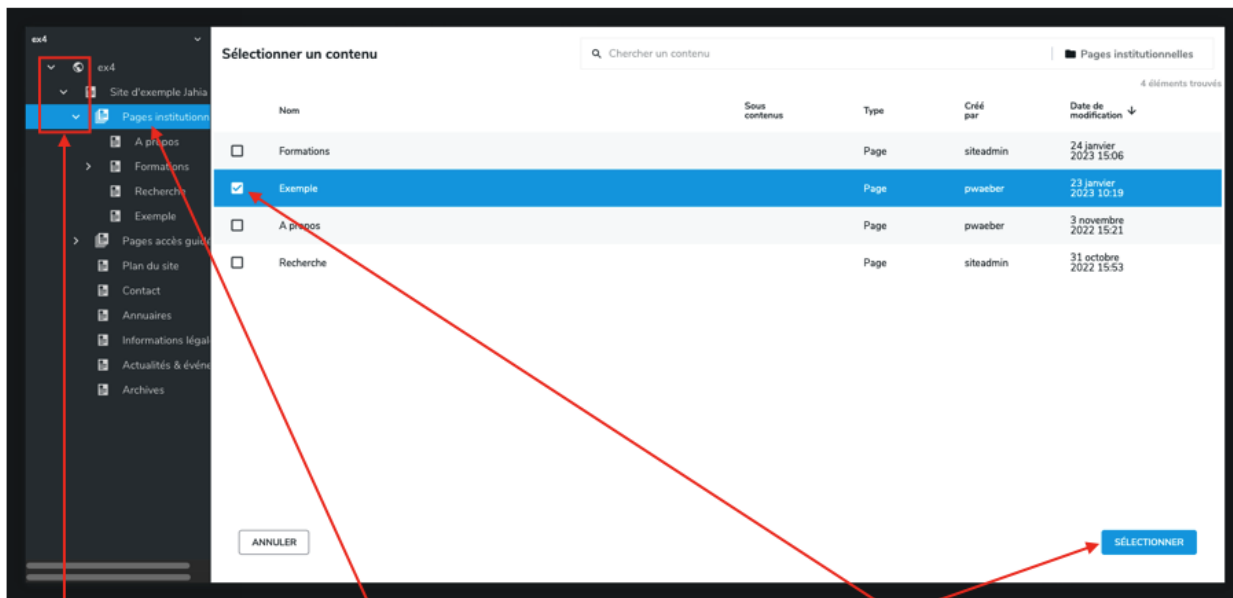 ex4
ex4
Site d'exemple Jahia
Pages institutionn
A propos
Formations
Recherche
Exemple
Pages accès guidé
Plan du site
Contact
Annuaires
Informations légal
Actualités & événe
Archives
Sélectionner un contenu
Chercher un contenu
Pages institutionnelles
4 éléments trouvés
Nom Sous contenus Type Créé par Date de modification
Formations Page siteadmin 24 janvier 2023 15:06
Exemple Page pwaeber 23 janvier 2023 10:19
A propos Page pwaeber 3 novembre 2022 15:21
Recherche Page siteadmin 31 octobre 2022 15:53
ANNULER
SÉLECTIONNER